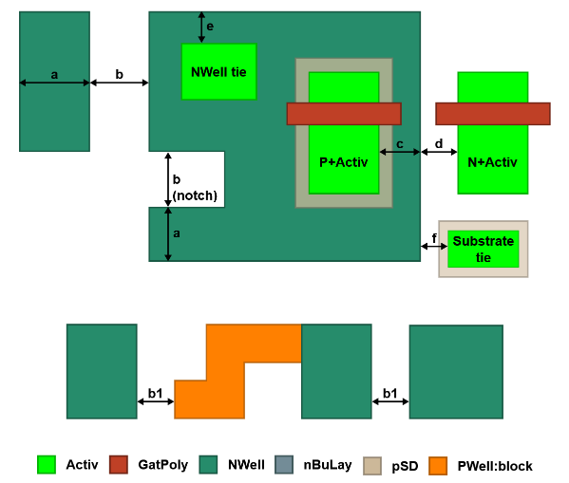 e
NWell tie
a
b
P+Activ
c
d
N+Activ
b
(notch)
a
f
Substrate
tie
b1
b1
Activ
GatPoly
NWell
nBuLay
pSD
PWell:block